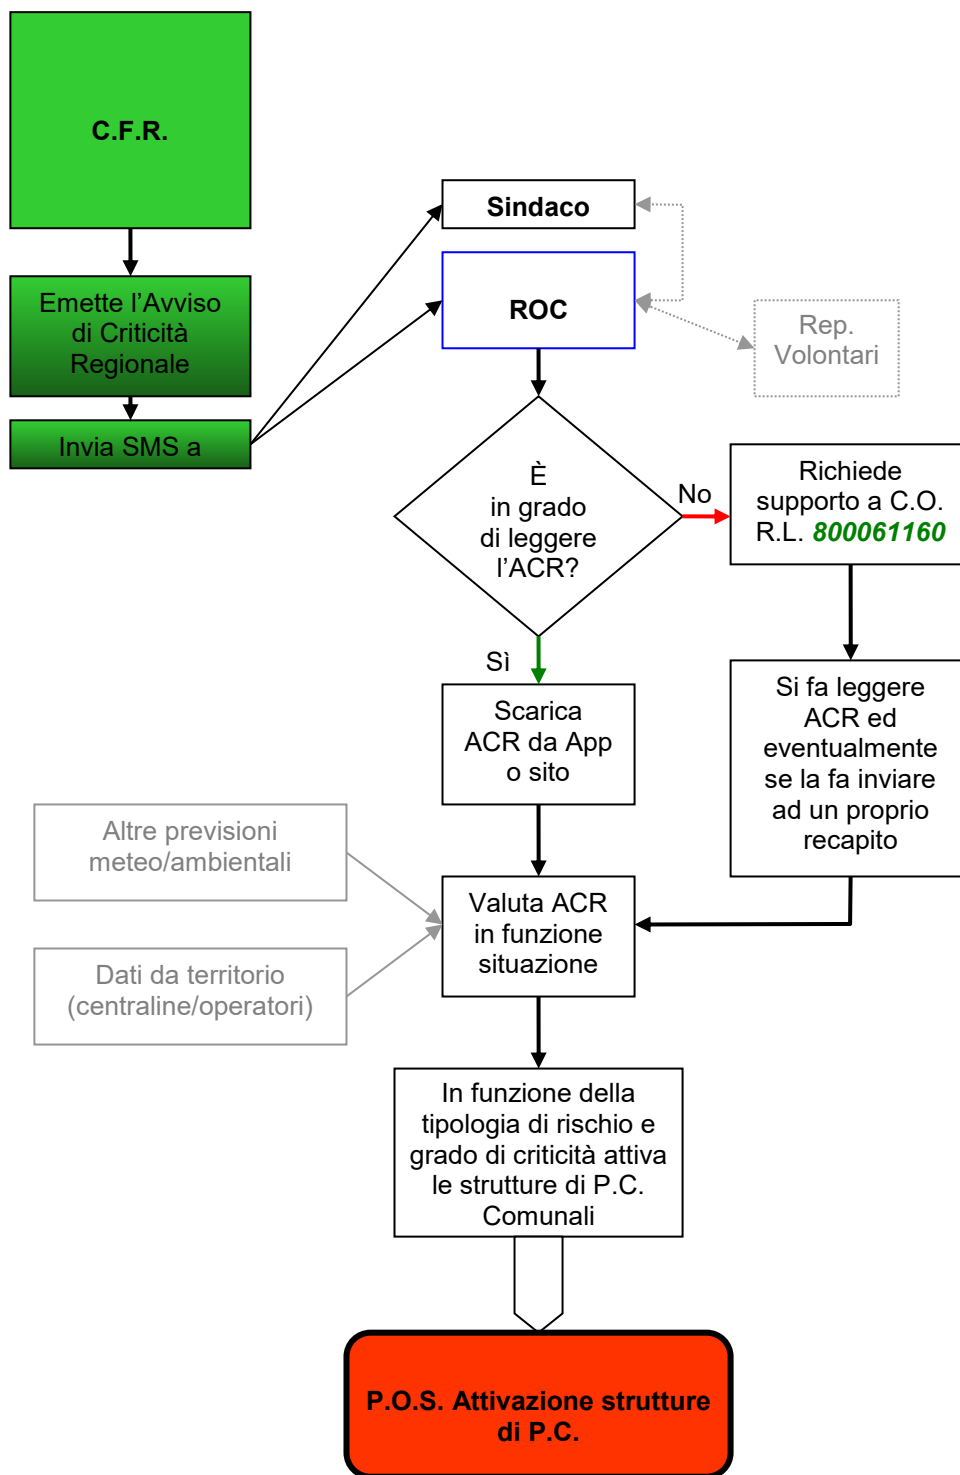 C.F.R.
Emette l’Avviso
di Criticità
Regionale
Invia SMS a
Sindaco
ROC
Rep.
Volontari
È
in grado
di leggere
l’ACR?
No
Richiede
supporto a C.O.
R.L. 800061160
Sì
Scarica
ACR da App
o sito
Si fa leggere
ACR ed
eventualmente
se la fa inviare
ad un proprio
recapito
Altre previsioni
meteo/ambientali
Valuta ACR
in funzione
situazione
Dati da territorio
(centraline/operatori)
In funzione della
tipologia di rischio e
grado di criticità attiva
le strutture di P.C.
Comunali
P.O.S. Attivazione strutture
di P.C.